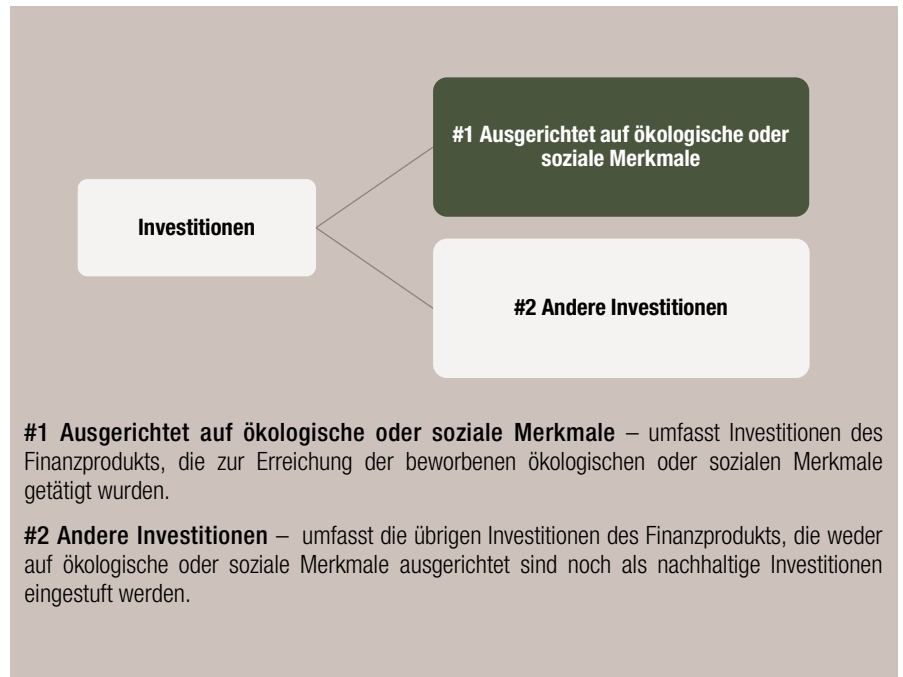 #1 Ausgerichtet auf ökologische oder
soziale Merkmale
Investitionen
#2 Andere Investitionen
#1 Ausgerichtet auf ökologische oder soziale Merkmale – umfasst Investitionen des
Finanzprodukts, die zur Erreichung der beworbenen ökologischen oder sozialen Merkmale
getätigt wurden.
#2 Andere Investitionen – umfasst die übrigen Investitionen des Finanzprodukts, die weder
auf ökologische oder soziale Merkmale ausgerichtet sind noch als nachhaltige Investitionen
eingestuft werden.